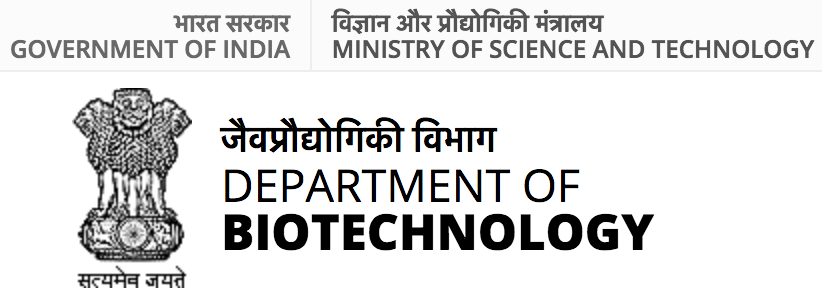 भारत सरकार
GOVERNMENT OF INDIA
विज्ञान और प्रौद्योगिकी मंत्रालय
MINISTRY OF SCIENCE AND TECHNOLOGY
जैवप्रौद्योगिकी विभाग
DEPARTMENT OF
BIOTECHNOLOGY
सत्यमेव जयते